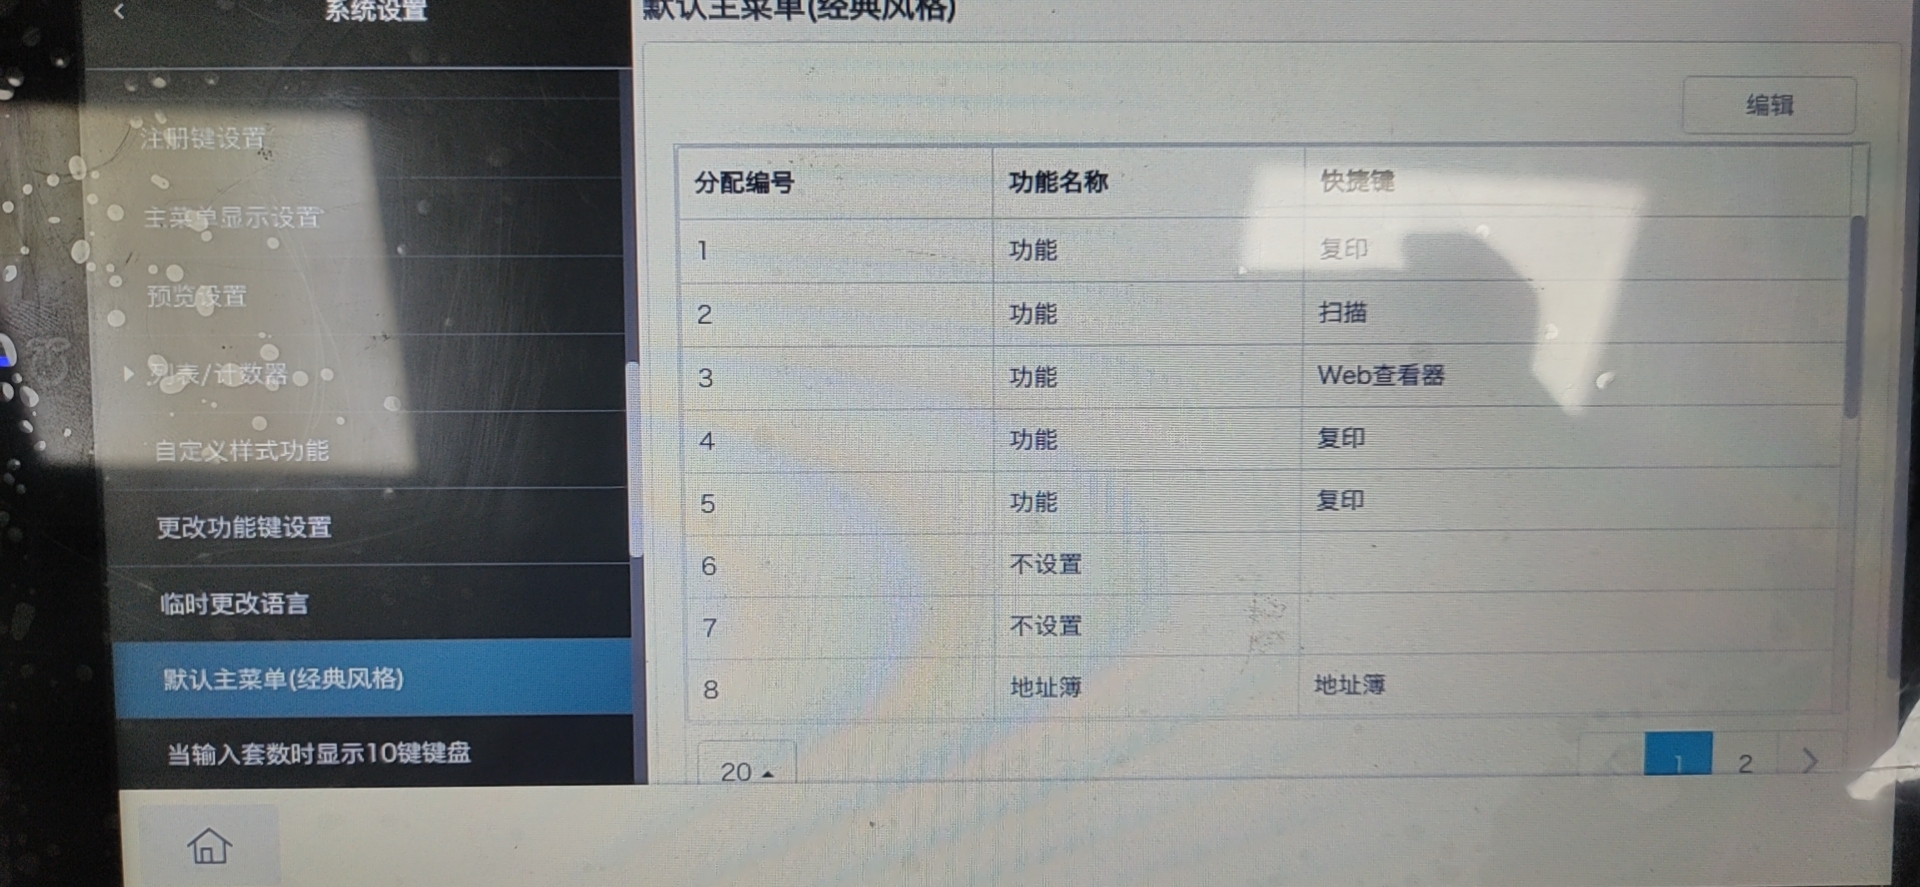 系统设置
注册键设置
主菜单显示设置
预览设置
列表/计数器
自定义样式功能
更改功能键设置
临时更改语言
默认主菜单(经典风格)
当输入套数时显示10键键盘
默认主菜单(经典风格)
编辑
分配编号 功能名称 快捷键
1 功能 复印
2 功能 扫描
3 功能 Web查看器
4 功能 复印
5 功能 复印
6 不设置
7 不设置
8 地址簿 地址簿
20 1 2